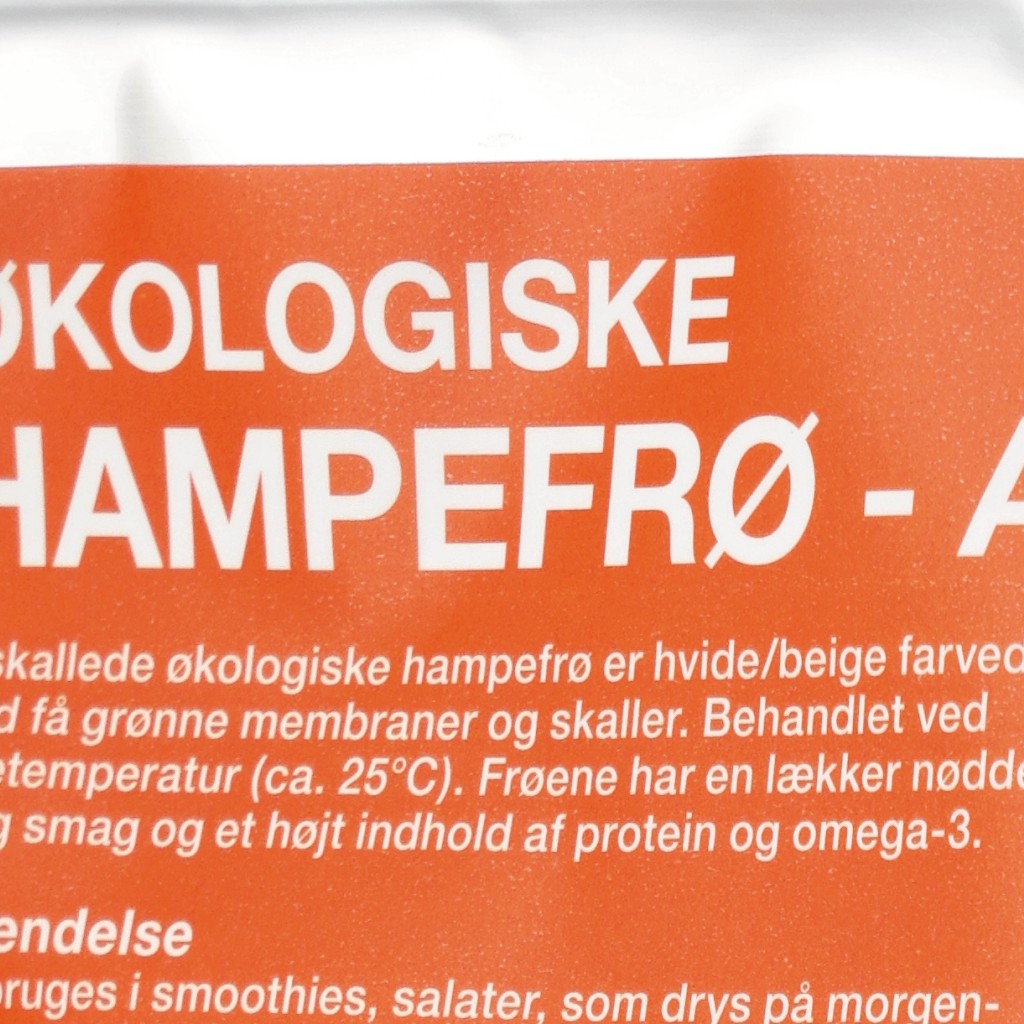 ØKOLOGISKE
HAMPEFRØ - A
skallede økologiske hampefrø er hvide/beige farved
d få grønne membraner og skaller. Behandlet ved
etemperatur (ca. 25°C). Frøene har en lækker nødde
g smag og et højt indhold af protein og omega-3.
endelse
bruges i smoothies, salater, som drys på morgen-